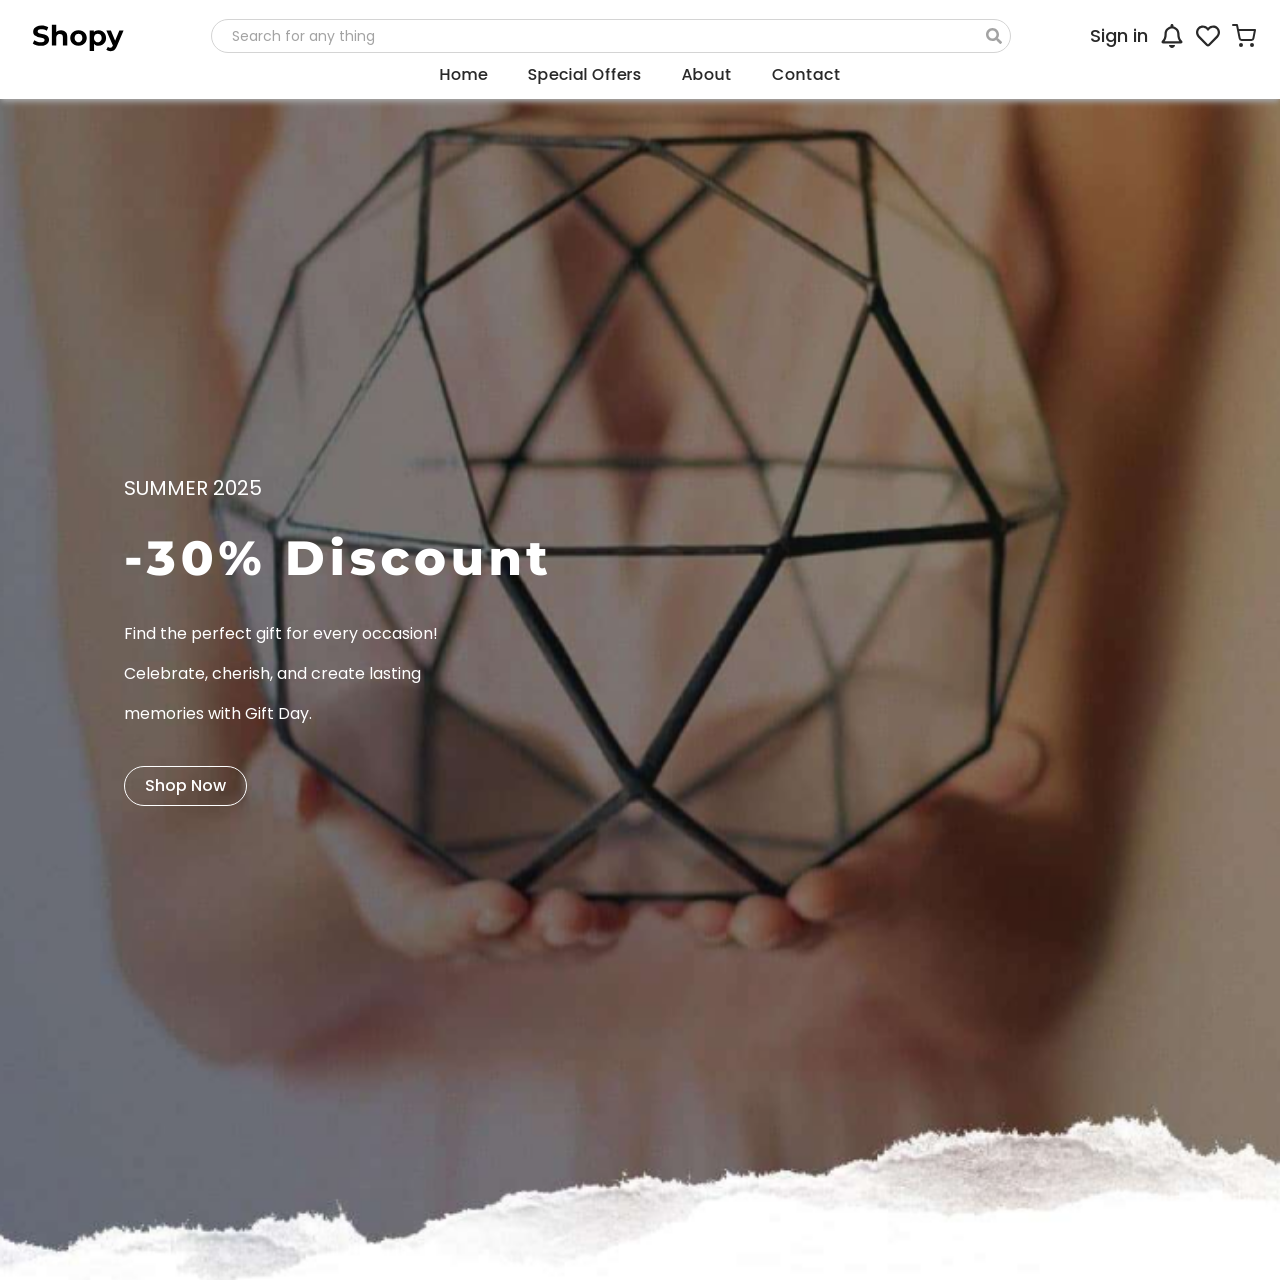 Shopy
Search for any thing
Sign in
Home
Special Offers
About
Contact
SUMMER 2025
-30% Discount
Find the perfect gift for every occasion!
Celebrate, cherish, and create lasting
memories with Gift Day.
Shop Now